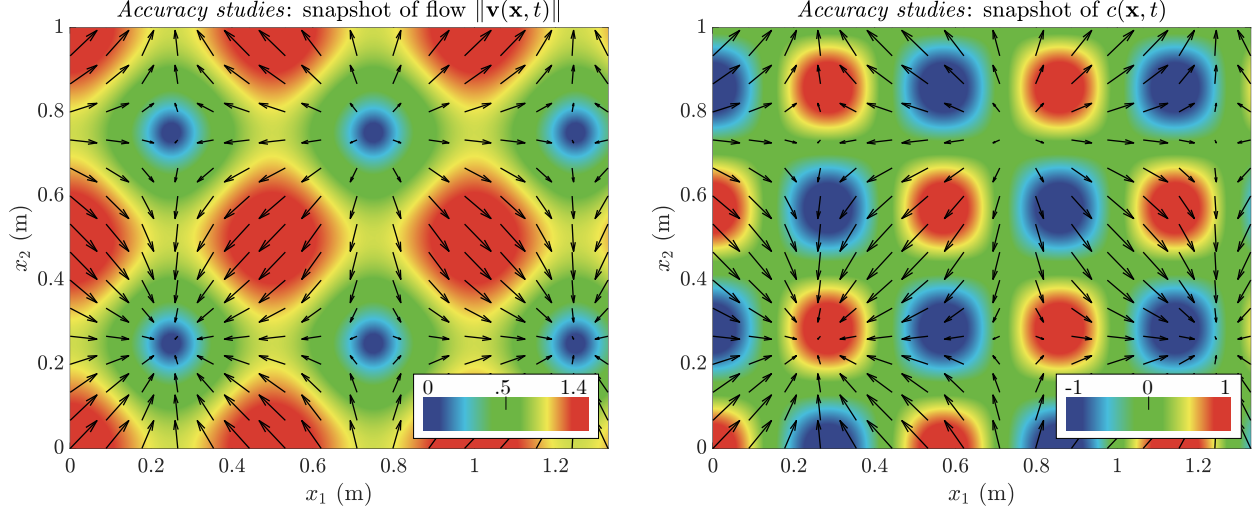 Accuracy studies: snapshot of flow ‖v(x, t)‖
1
0.8
0.6
0.4
0.2
0
x₂ (m)
0 .5 1.4
0 0.2 0.4 0.6 0.8 1 1.2
x₁ (m)
Accuracy studies: snapshot of c(x, t)
1
0.8
0.6
0.4
0.2
0
x₂ (m)
-1 0 1
0 0.2 0.4 0.6 0.8 1 1.2
x₁ (m)